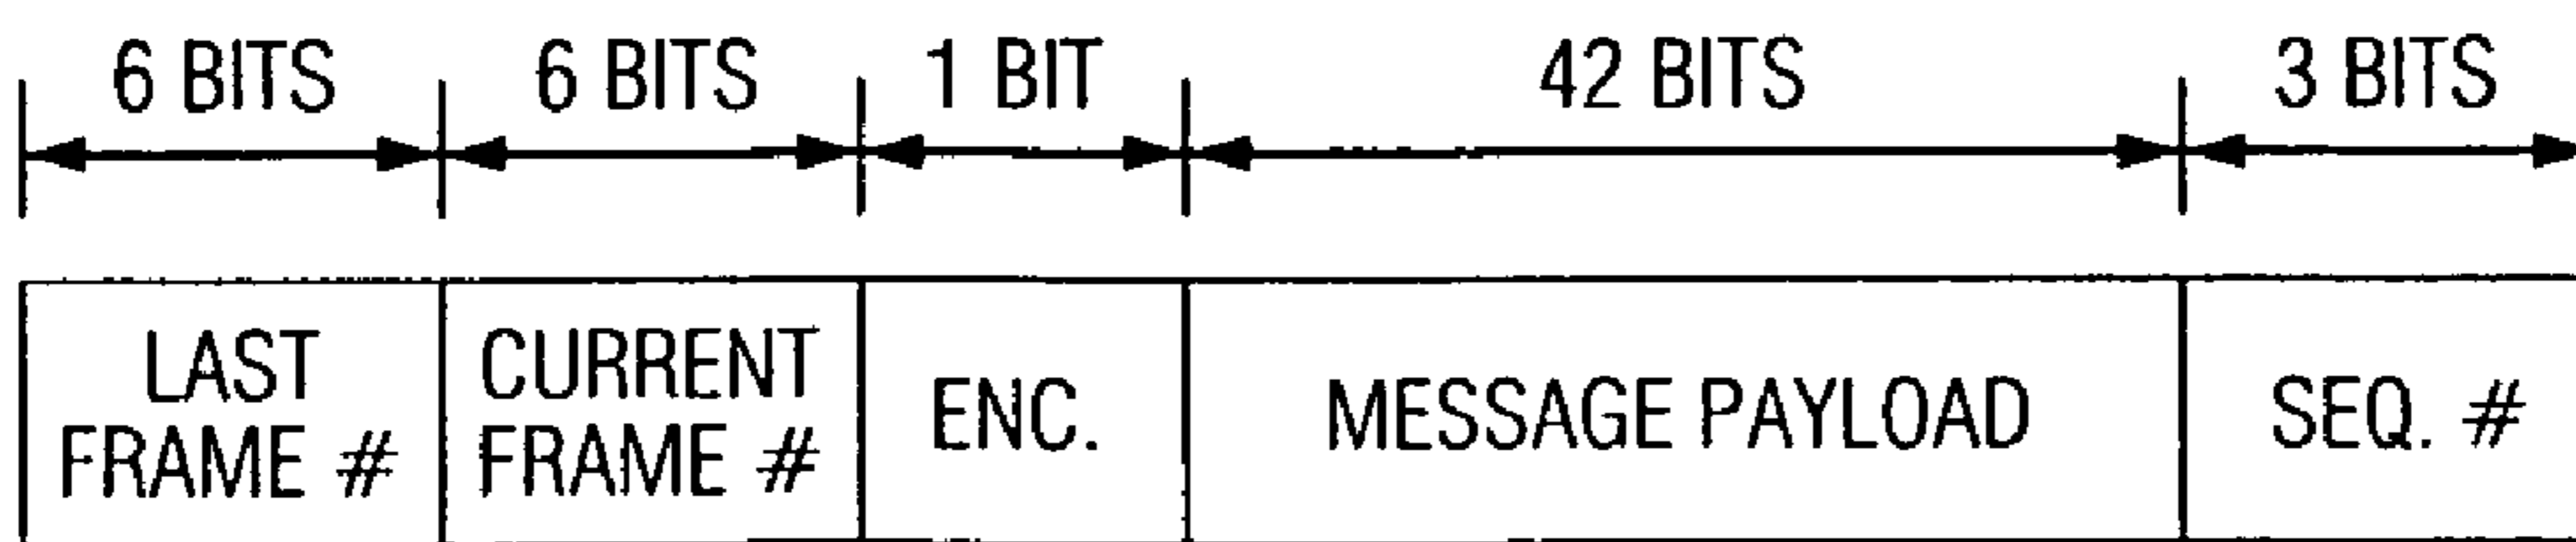 6 BITS 6 BITS 1 BIT 42 BITS 3 BITS
LAST FRAME #
CURRENT FRAME #
ENC.
MESSAGE PAYLOAD
SEQ. #